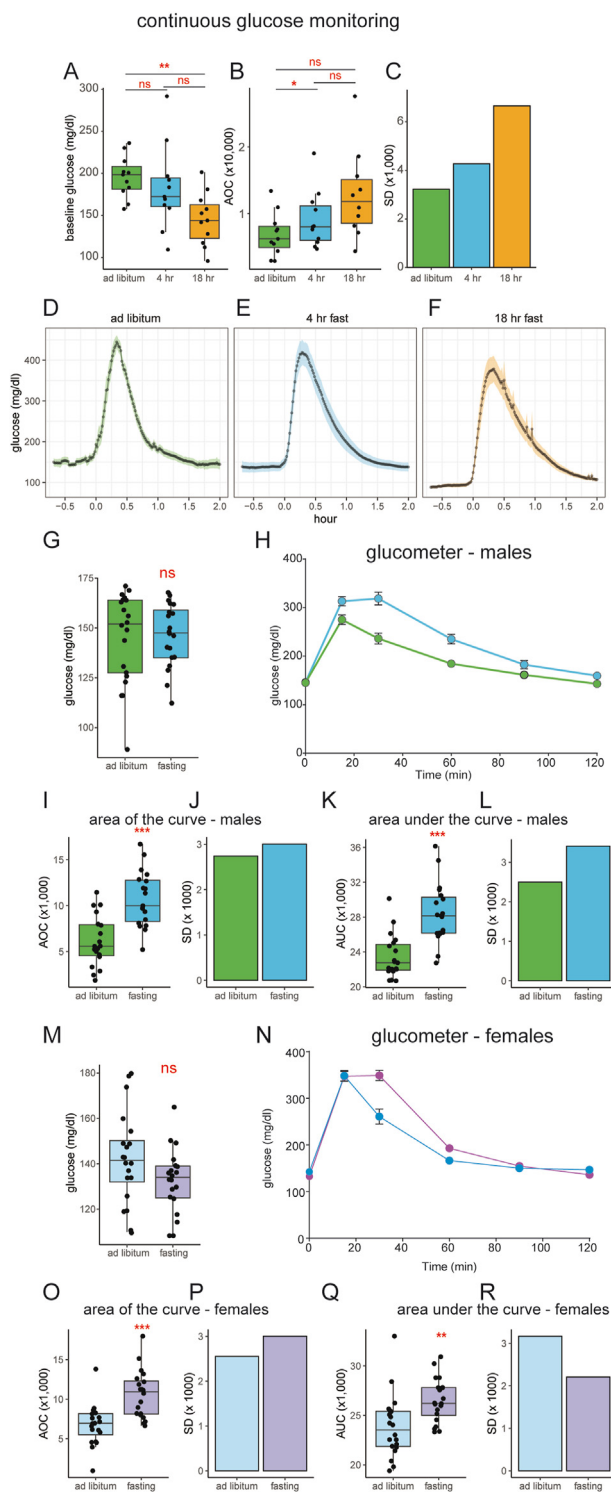 continuous glucose monitoring
A
B
C
**
ns
ns
ns
*
ns
baseline glucose (mg/dl)
200
150
100
ad libitum
4 hr
18 hr
AOC (x10,000)
2
1
ad libitum
4 hr
18 hr
SD (x1,000)
6
4
2
0
ad libitum
4 hr
18 hr
D
ad libitum
E
4 hr fast
F
18 hr fast
glucose (mg/dl)
400
300
200
100
-0.5
0.0
0.5
1.0
1.5
2.0
-0.5
0.0
0.5
1.0
1.5
2.0
-0.5
0.0
0.5
1.0
1.5
2.0
hour
G
ns
glucose (mg/dl)
175
150
125
100
ad libitum
fasting
H
glucometer - males
glucose (mg/dl)
400
300
200
100
0
0
20
40
60
80
100
120
Time (min)
I
area of the curve - males
J
K
area under the curve - males
L
***
AOC (x1,000)
15
10
5
ad libitum
fasting
SD (x 1000)
3
2
1
0
ad libitum
fasting
***
AUC (x1,000)
36
32
28
24
ad libitum
fasting
SD (x 1000)
3
2
1
0
ad libitum
fasting
M
ns
glucose (mg/dl)
180
160
140
120
ad libitum
fasting
N
glucometer - females
glucose (mg/dl)
400
300
200
100
0
0
20
40
60
80
100
120
Time (min)
O
area of the curve - females
P
Q
area under the curve - females
R
***
AOC (x1,000)
15
10
5
ad libitum
fasting
SD (x 1000)
3
2
1
0
ad libitum
fasting
**
AUC (x1,000)
30
25
20
ad libitum
fasting
SD (x 1000)
3
2
1
0
ad libitum
fasting